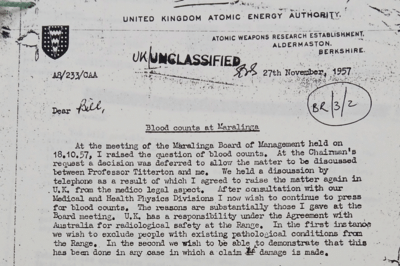 UNITED KINGDOM ATOMIC ENERGY AUTHORITY.
ATOMIC WEAPONS RESEARCH ESTABLISHMENT,
ALDERMASTON,
BERKSHIRE.
UK UNCLASSIFIED
AB/233/CAA
27th November, 1957
BR/3/2
Dear Bill,
Blood counts at Maralinga
At the meeting of the Maralinga Board of Management held on
18.10.57, I raised the question of blood counts. At the Chairman's
request a decision was deferred to allow the matter to be discussed
between Professor Titterton and me. We held a discussion by
telephone as a result of which I agreed to raise the matter again in
U.K. from the medico legal aspect. After consultation with our
Medical and Health Physics Divisions I now wish to continue to press
for blood counts. The reasons are substantially those I gave at the
Board meeting. U.K. has a responsibility under the Agreement with
Australia for radiological safety at the Range. In the first instance
we wish to exclude people with existing pathological conditions from
the Range. In the second we wish to be able to demonstrate that this
has been done in any case in which a claim damage is made.